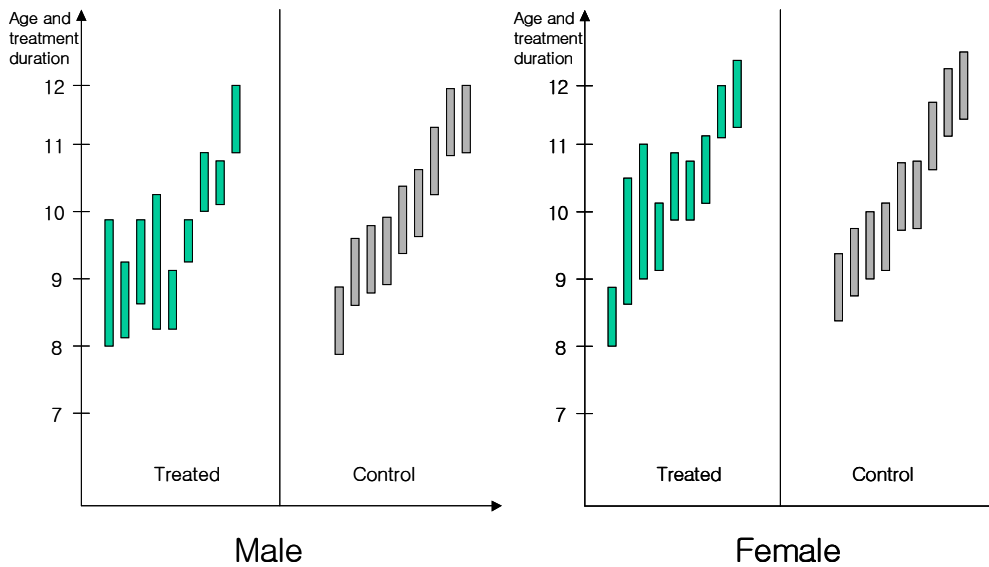 Age and
treatment
duration
12
11
10
9
8
7
Treated
Control
Male
Age and
treatment
duration
12
11
10
9
8
7
Treated
Control
Female